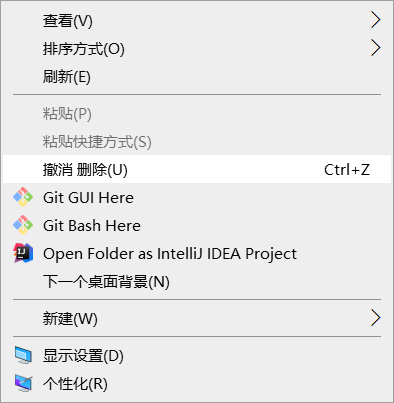 查看(V)
排序方式(O)
刷新(E)
粘贴(P)
粘贴快捷方式(S)
撤消 删除(U) Ctrl+Z
Git GUI Here
Git Bash Here
Open Folder as IntelliJ IDEA Project
下一个桌面背景(N)
新建(W)
显示设置(D)
个性化(R)